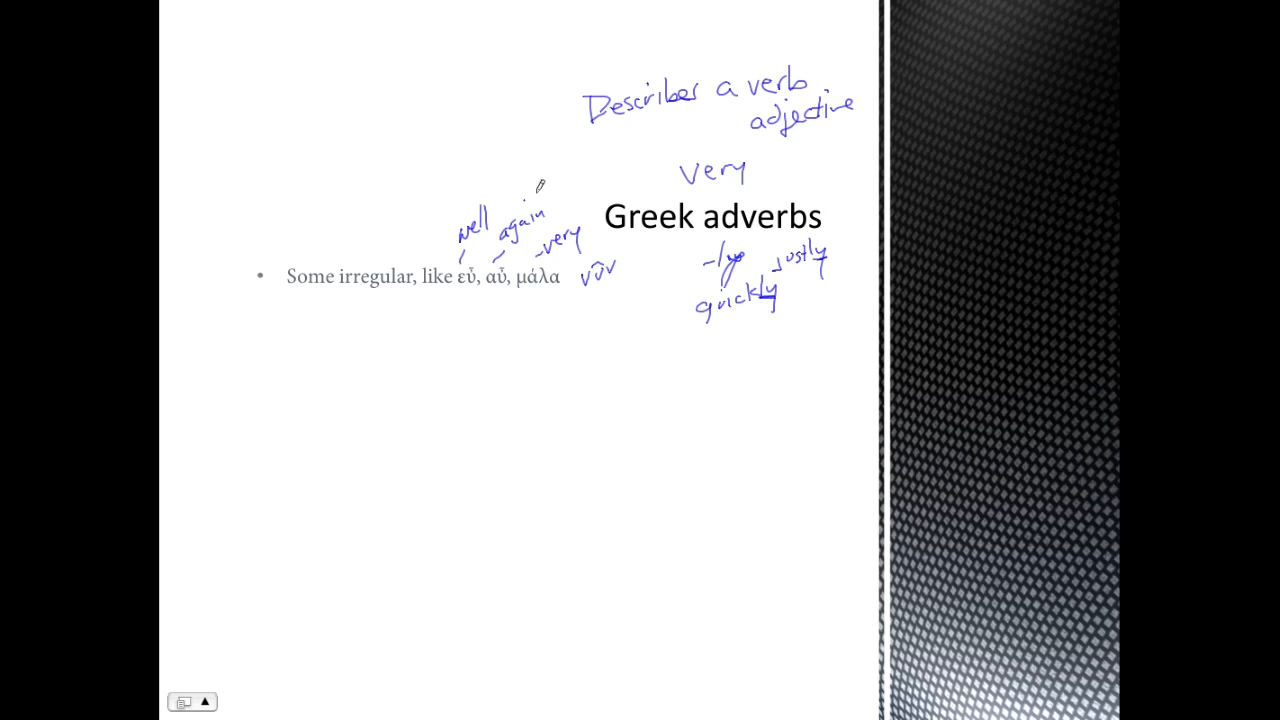 Describes a verb
adjective
very
Greek adverbs
well again -very
-ly justly
quickly
• Some irregular, like εὖ, αὖ, μάλα νῦν